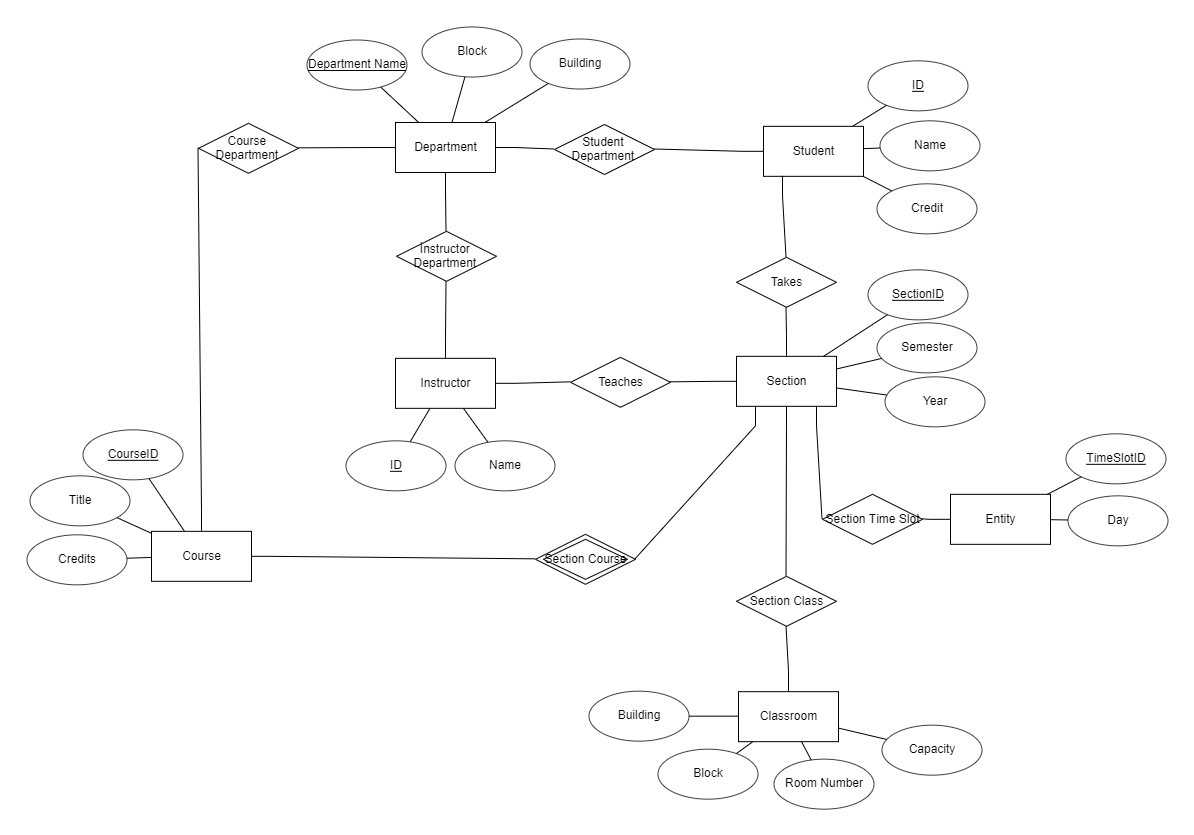 Department Name
Block
Building
ID
Course
Department
Department
Student
Department
Student
Name
Credit
Instructor
Department
Takes
SectionID
Semester
Instructor
Teaches
Section
Year
CourseID
ID
Name
TimeSlotID
Title
Section Time Slot
Entity
Day
Credits
Course
Section Course
Section Class
Building
Classroom
Capacity
Block
Room Number